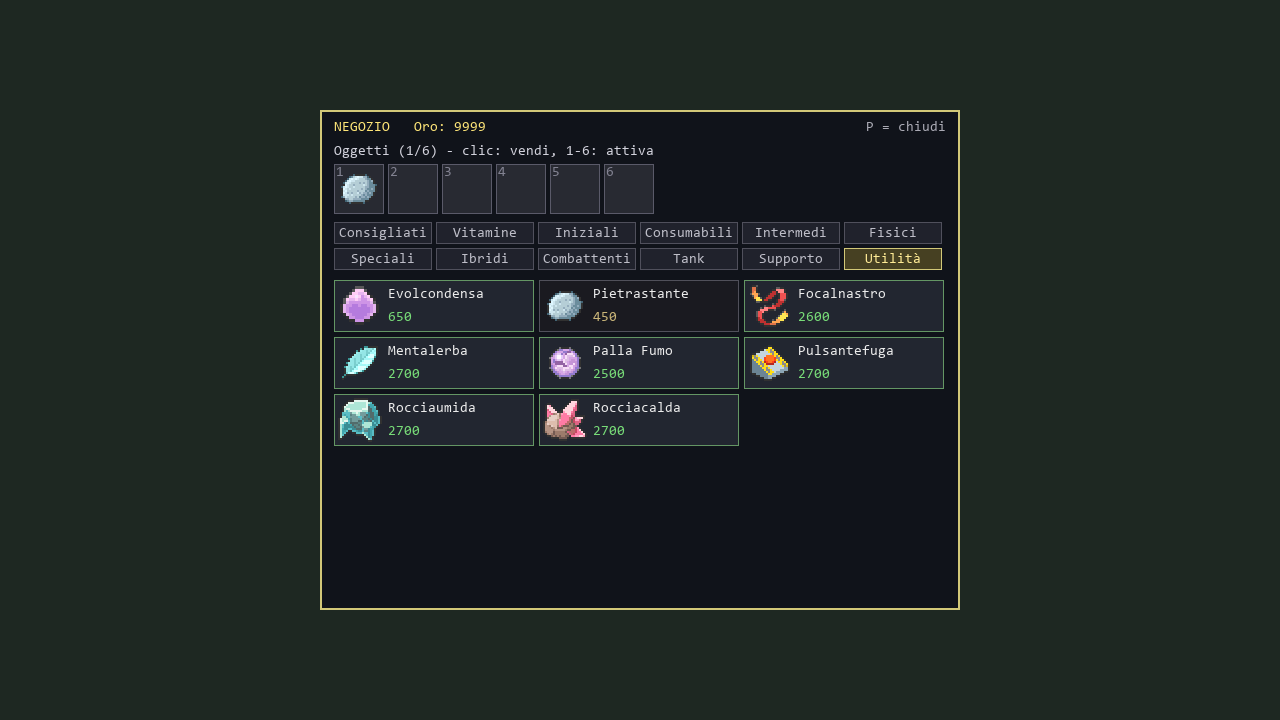 NEGOZIO Oro: 9999 P = chiudi
Oggetti (1/6) - clic: vendi, 1-6: attiva
1 2 3 4 5 6
Consigliati Vitamine Iniziali Consumabili Intermedi Fisici
Speciali Ibridi Combattenti Tank Supporto Utilità
Evolcondensa Pietrastante Focalnastro
650 450 2600
Mentalerba Palla Fumo Pulsantefuga
2700 2500 2700
Rocciaumida Rocciacalda
2700 2700